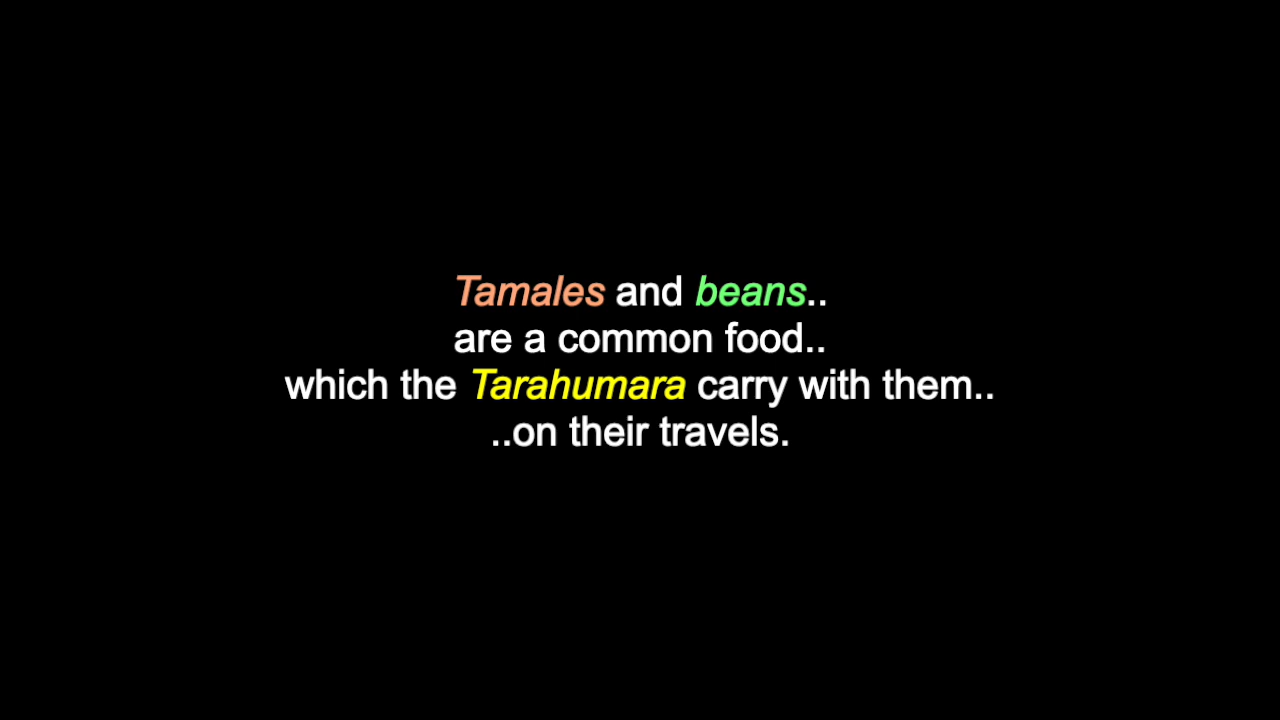 Tamales and beans..
are a common food..
which the Tarahumara carry with them..
..on their travels.